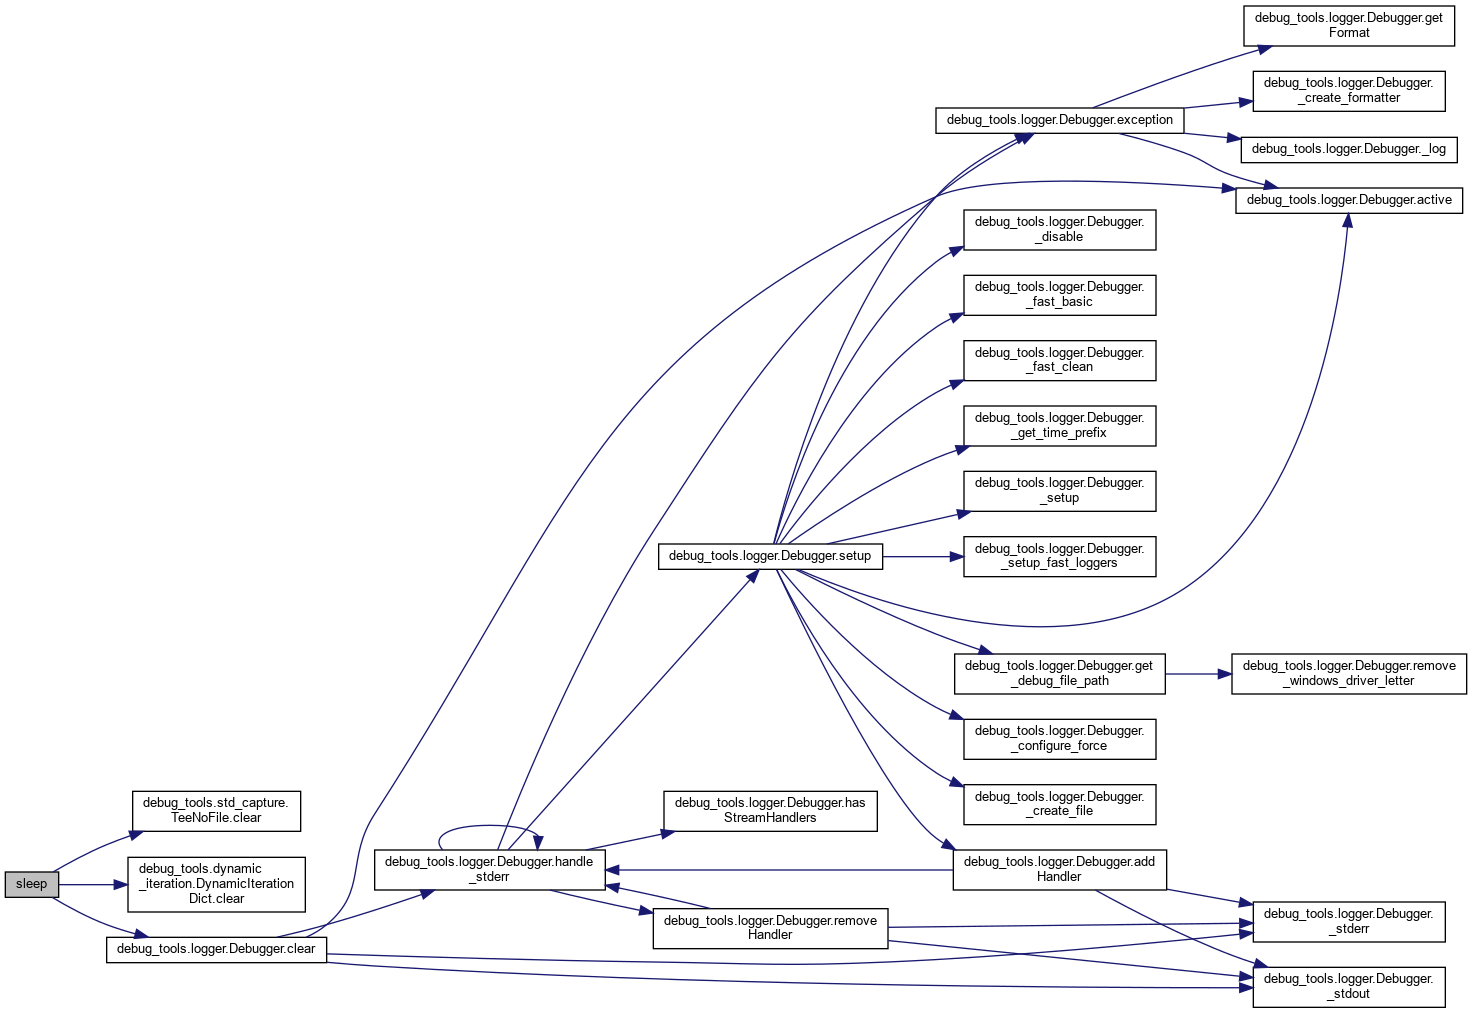 debug_tools.logger.Debugger.get
Format
debug_tools.logger.Debugger.
_create_formatter
debug_tools.logger.Debugger.exception
debug_tools.logger.Debugger._log
debug_tools.logger.Debugger.active
debug_tools.logger.Debugger.
_disable
debug_tools.logger.Debugger.
_fast_basic
debug_tools.logger.Debugger.
_fast_clean
debug_tools.logger.Debugger.
_get_time_prefix
debug_tools.logger.Debugger.
_setup
debug_tools.logger.Debugger.setup
debug_tools.logger.Debugger.
_setup_fast_loggers
debug_tools.logger.Debugger.get
_debug_file_path
debug_tools.logger.Debugger.remove
_windows_driver_letter
debug_tools.logger.Debugger.
_configure_force
debug_tools.logger.Debugger.
_create_file
debug_tools.std_capture.
TeeNoFile.clear
debug_tools.logger.Debugger.has
StreamHandlers
debug_tools.logger.Debugger.handle
_stderr
debug_tools.logger.Debugger.add
Handler
sleep
debug_tools.dynamic
_iteration.DynamicIteration
Dict.clear
debug_tools.logger.Debugger.remove
Handler
debug_tools.logger.Debugger.
_stderr
debug_tools.logger.Debugger.clear
debug_tools.logger.Debugger.
_stdout